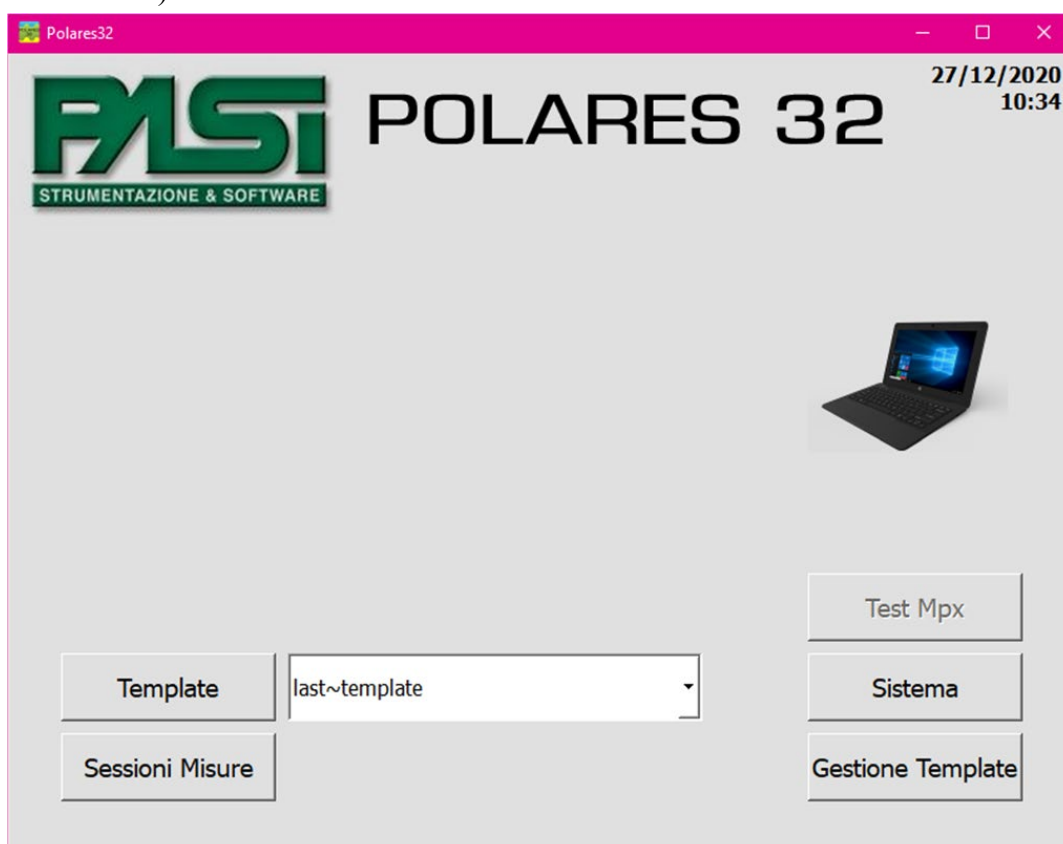 )
Polares32
27/12/2020
10:34
PASI
POLARES 32
STRUMENTAZIONE & SOFTWARE
Test Mpx
Template
last~template
Sistema
Sessioni Misure
Gestione Template